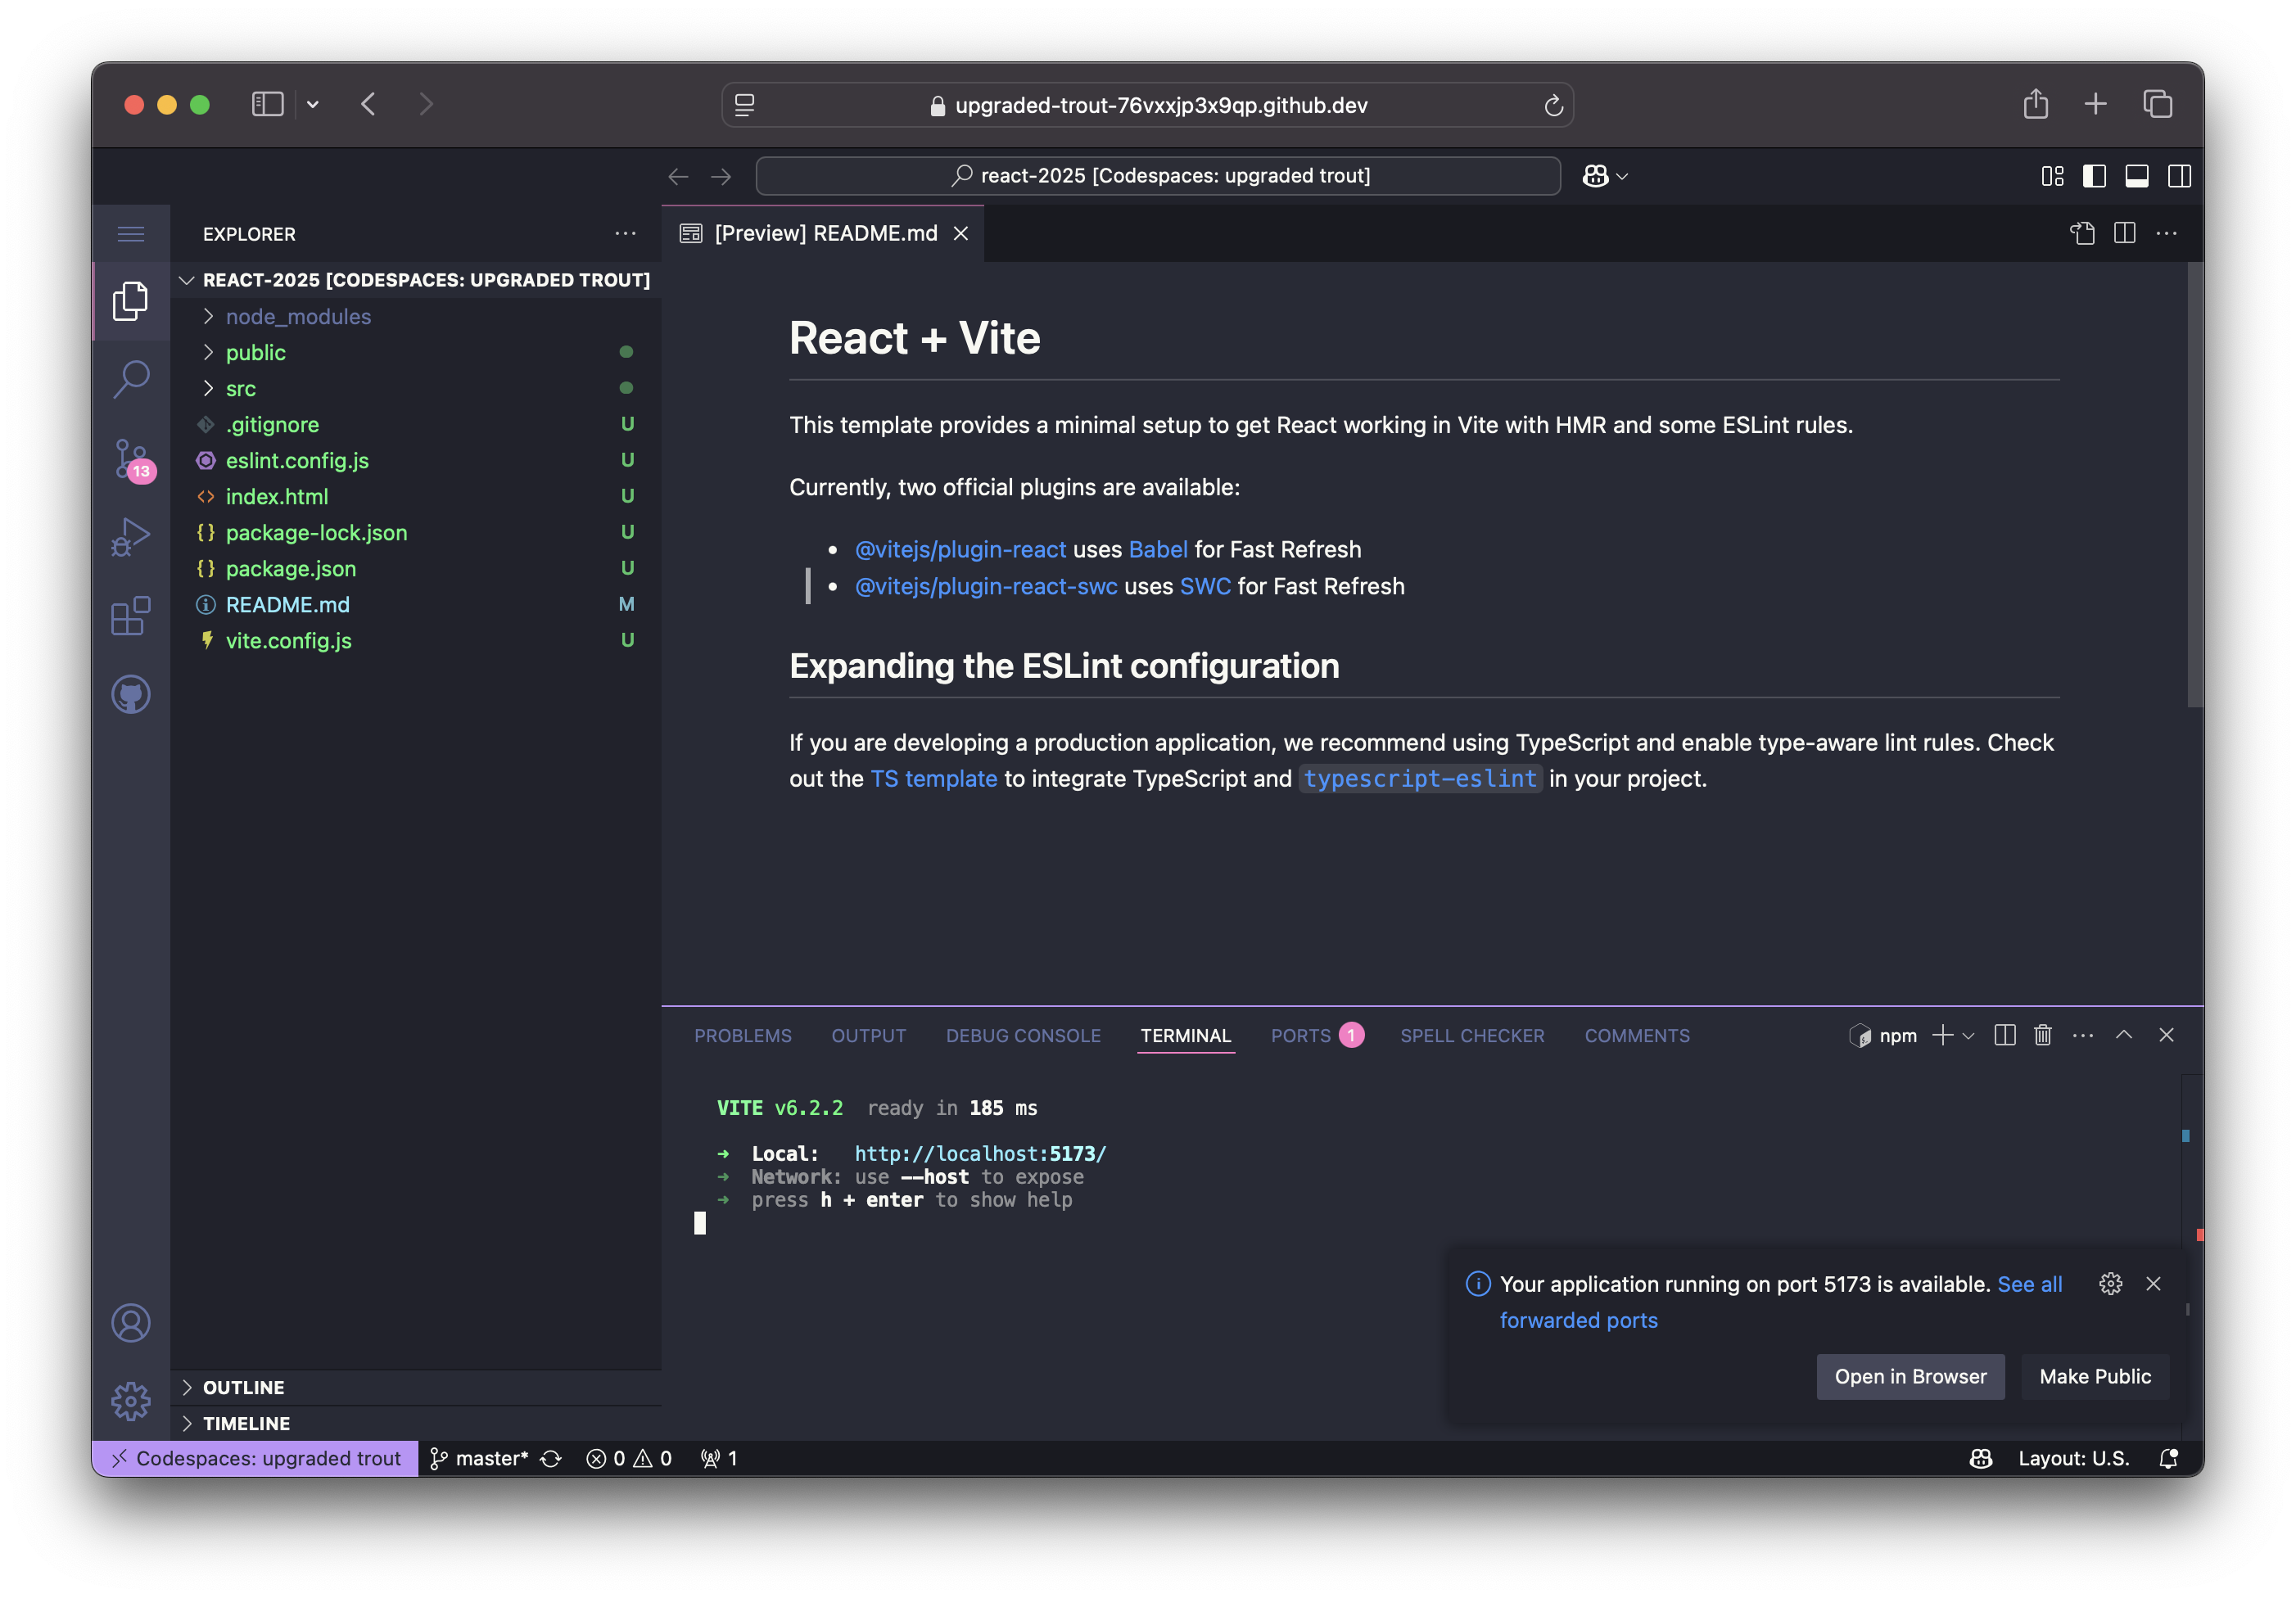 upgraded-trout-76vxxjp3x9qp.github.dev
react-2025 [Codespaces: upgraded trout]
EXPLORER
[Preview] README.md
REACT-2025 [CODESPACES: UPGRADED TROUT]
node_modules
public
src
.gitignore U
eslint.config.js U
index.html U
package-lock.json U
package.json U
README.md M
vite.config.js U
13
OUTLINE
TIMELINE
React + Vite
This template provides a minimal setup to get React working in Vite with HMR and some ESLint rules.
Currently, two official plugins are available:
• @vitejs/plugin-react uses Babel for Fast Refresh
• @vitejs/plugin-react-swc uses SWC for Fast Refresh
Expanding the ESLint configuration
If you are developing a production application, we recommend using TypeScript and enable type-aware lint rules. Check
out the TS template to integrate TypeScript and typescript-eslint in your project.
PROBLEMS OUTPUT DEBUG CONSOLE TERMINAL PORTS 1 SPELL CHECKER COMMENTS npm
VITE v6.2.2 ready in 185 ms
➜ Local: http://localhost:5173/
➜ Network: use --host to expose
➜ press h + enter to show help
Your application running on port 5173 is available. See all
forwarded ports
Open in Browser Make Public
Codespaces: upgraded trout master* 0 0 1 Layout: U.S.